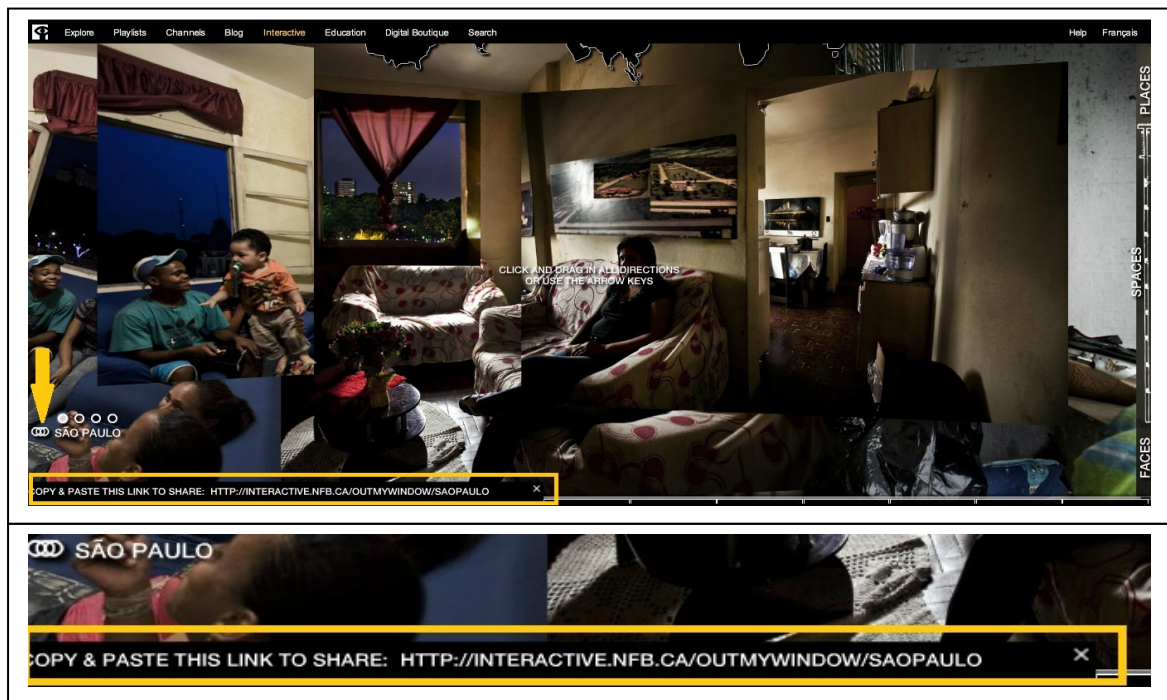 Explore Playlists Channels Blog Interactive Education Digital Boutique Search Help Français
PLACES
SPACES
FACES
CLICK AND DRAG IN ALL DIRECTIONS
OR USE THE ARROW KEYS
SÃO PAULO
COPY & PASTE THIS LINK TO SHARE: HTTP://INTERACTIVE.NFB.CA/OUTMYWINDOW/SAOPAULO ×
SÃO PAULO
COPY & PASTE THIS LINK TO SHARE: HTTP://INTERACTIVE.NFB.CA/OUTMYWINDOW/SAOPAULO ×